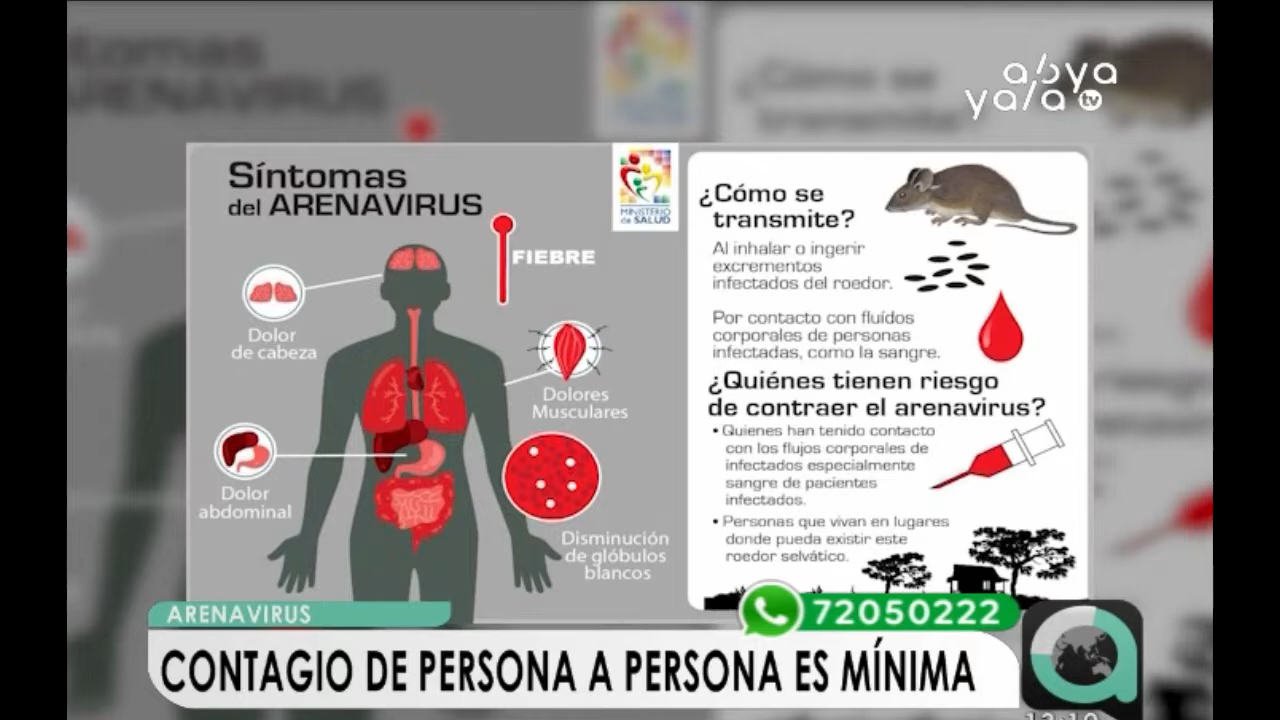 abya
yala tv
Síntomas
del ARENAVIRUS
MINISTERIO
de SALUD
FIEBRE
Dolor
de cabeza
Dolores
Musculares
Dolor
abdominal
Disminución
de glóbulos
blancos
¿Cómo se
transmite?
Al inhalar o ingerir
excrementos
infectados del roedor.
Por contacto con fluídos
corporales de personas
infectadas, como la sangre.
¿Quiénes tienen riesgo
de contraer el arenavirus?
• Quienes han tenido contacto
con los flujos corporales de
infectados especialmente
sangre de pacientes
infectados.
• Personas que vivan en lugares
donde pueda existir este
roedor selvático.
ARENAVIRUS
72050222
CONTAGIO DE PERSONA A PERSONA ES MÍNIMA